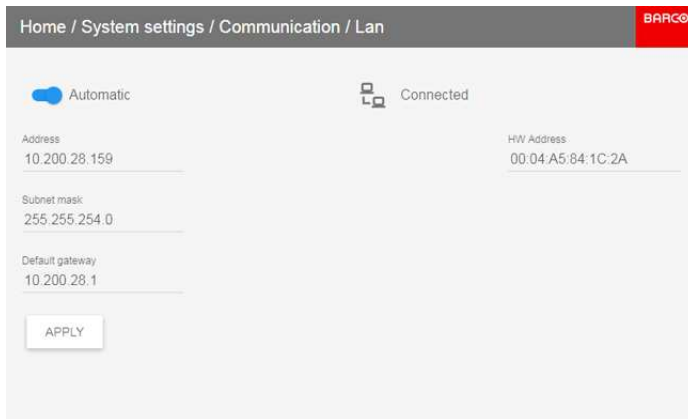 Home / System settings / Communication / Lan
BARCO
Automatic
Connected
Address
10.200.28.159
HW Address
00:04:A5:84:1C:2A
Subnet mask
255.255.254.0
Default gateway
10.200.28.1
APPLY